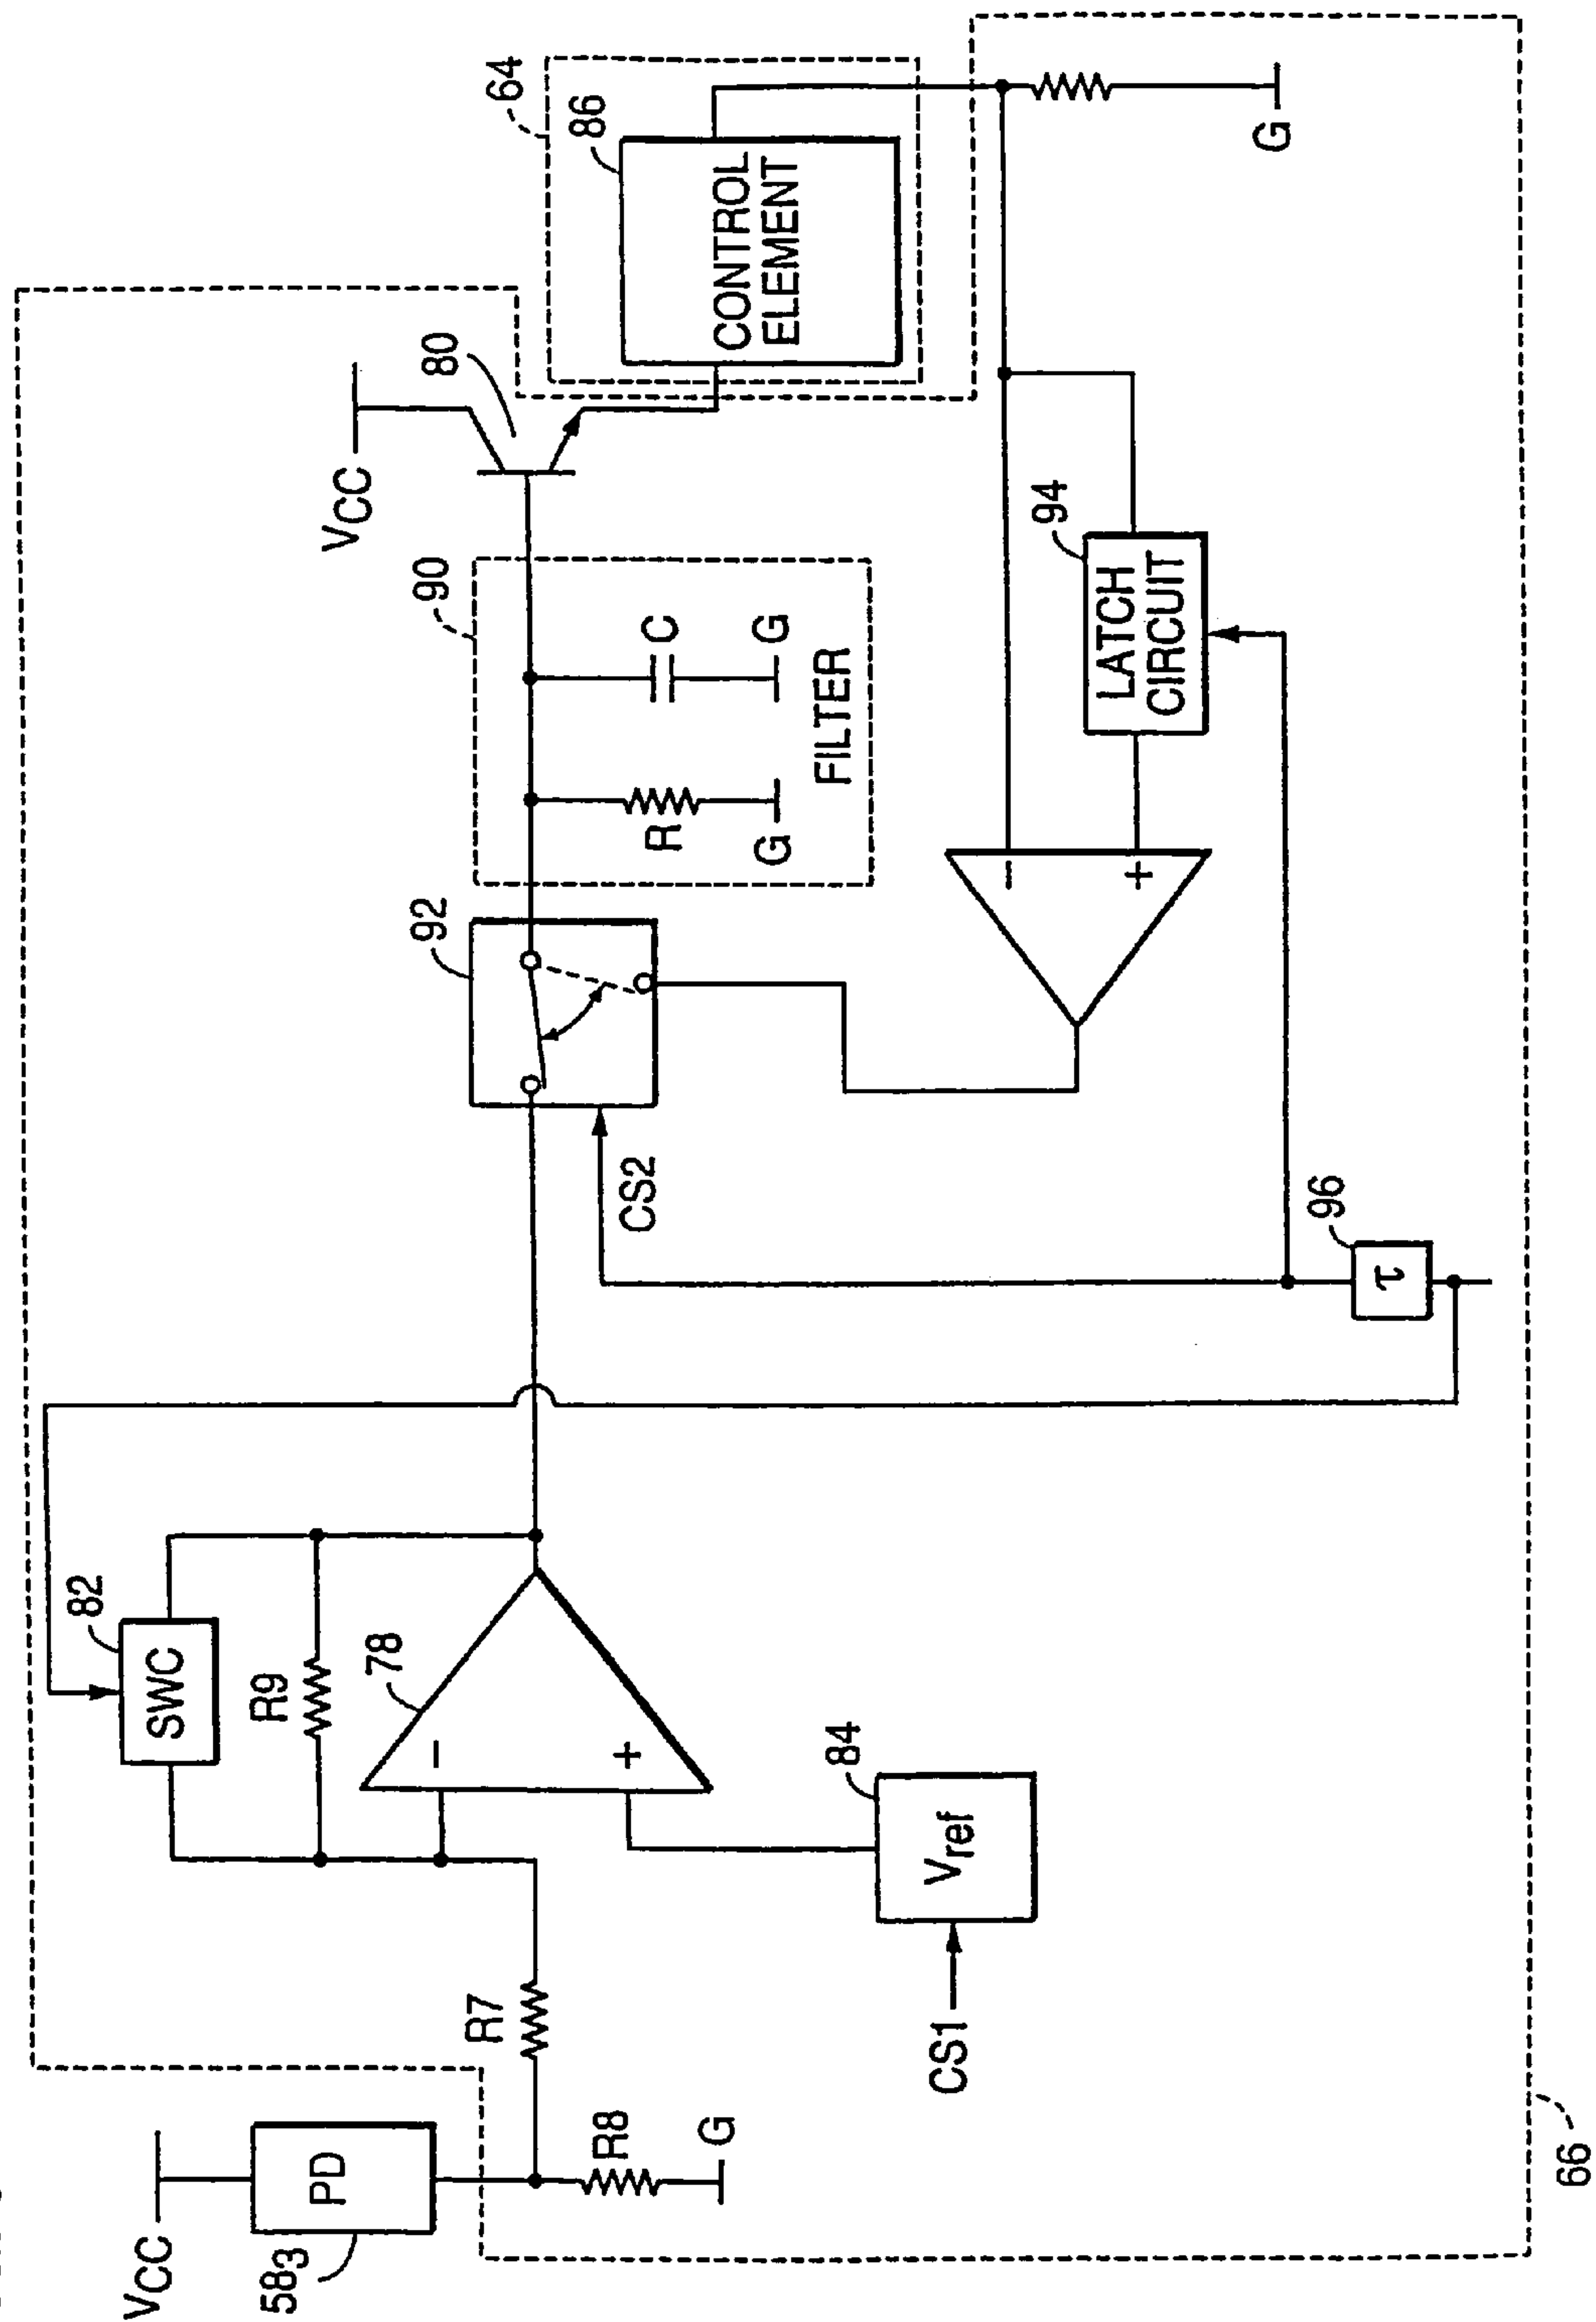 VCC
PD
583
R8
G
R7
82
SWC
R9
78
−
+
84
Vref
CS1
92
CS2
96
τ
90
R
C
G
G
FILTER
VCC
80
64
86
CONTROL
ELEMENT
94
LATCH
CIRCUIT
−
+
G
66